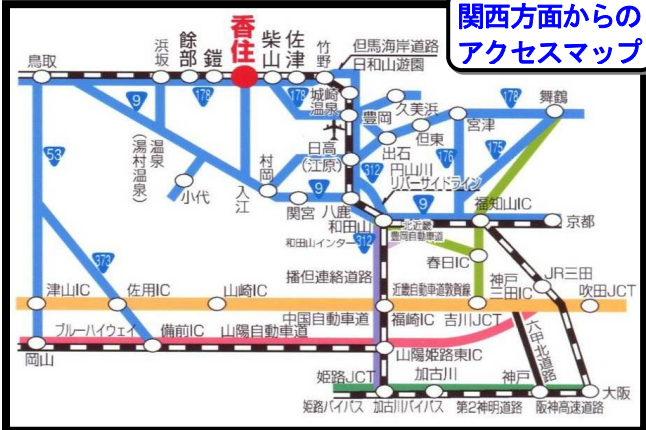 関西方面からの
アクセスマップ
鳥取
浜坂
餘部
鎧
香住
柴山
佐津
竹野
但馬海岸道路
日和山遊園
9
178
178
城崎
温泉
豊岡
久美浜
178
舞鶴
但東
宮津
出石
53
温泉
(湯村温泉)
小代
入江
村岡
日高
(江原)
312
円山川
リバーサイドライン
176
175
9
関宮
八鹿
和田山
9
福知山IC
京都
和田山インター
312
北近畿
豊岡自動車道
373
春日IC
播但連絡道路
近畿自動車道敦賀線
神戸
三田IC
JR三田
吹田JCT
津山IC
佐用IC
山崎IC
中国自動車道
福崎IC
吉川JCT
ブルーハイウェイ
備前IC
山陽自動車道
六甲北道路
岡山
山陽姫路東IC
姫路JCT
加古川
神戸
大阪
姫路バイパス
加古川バイパス
第2神明道路
阪神高速道路